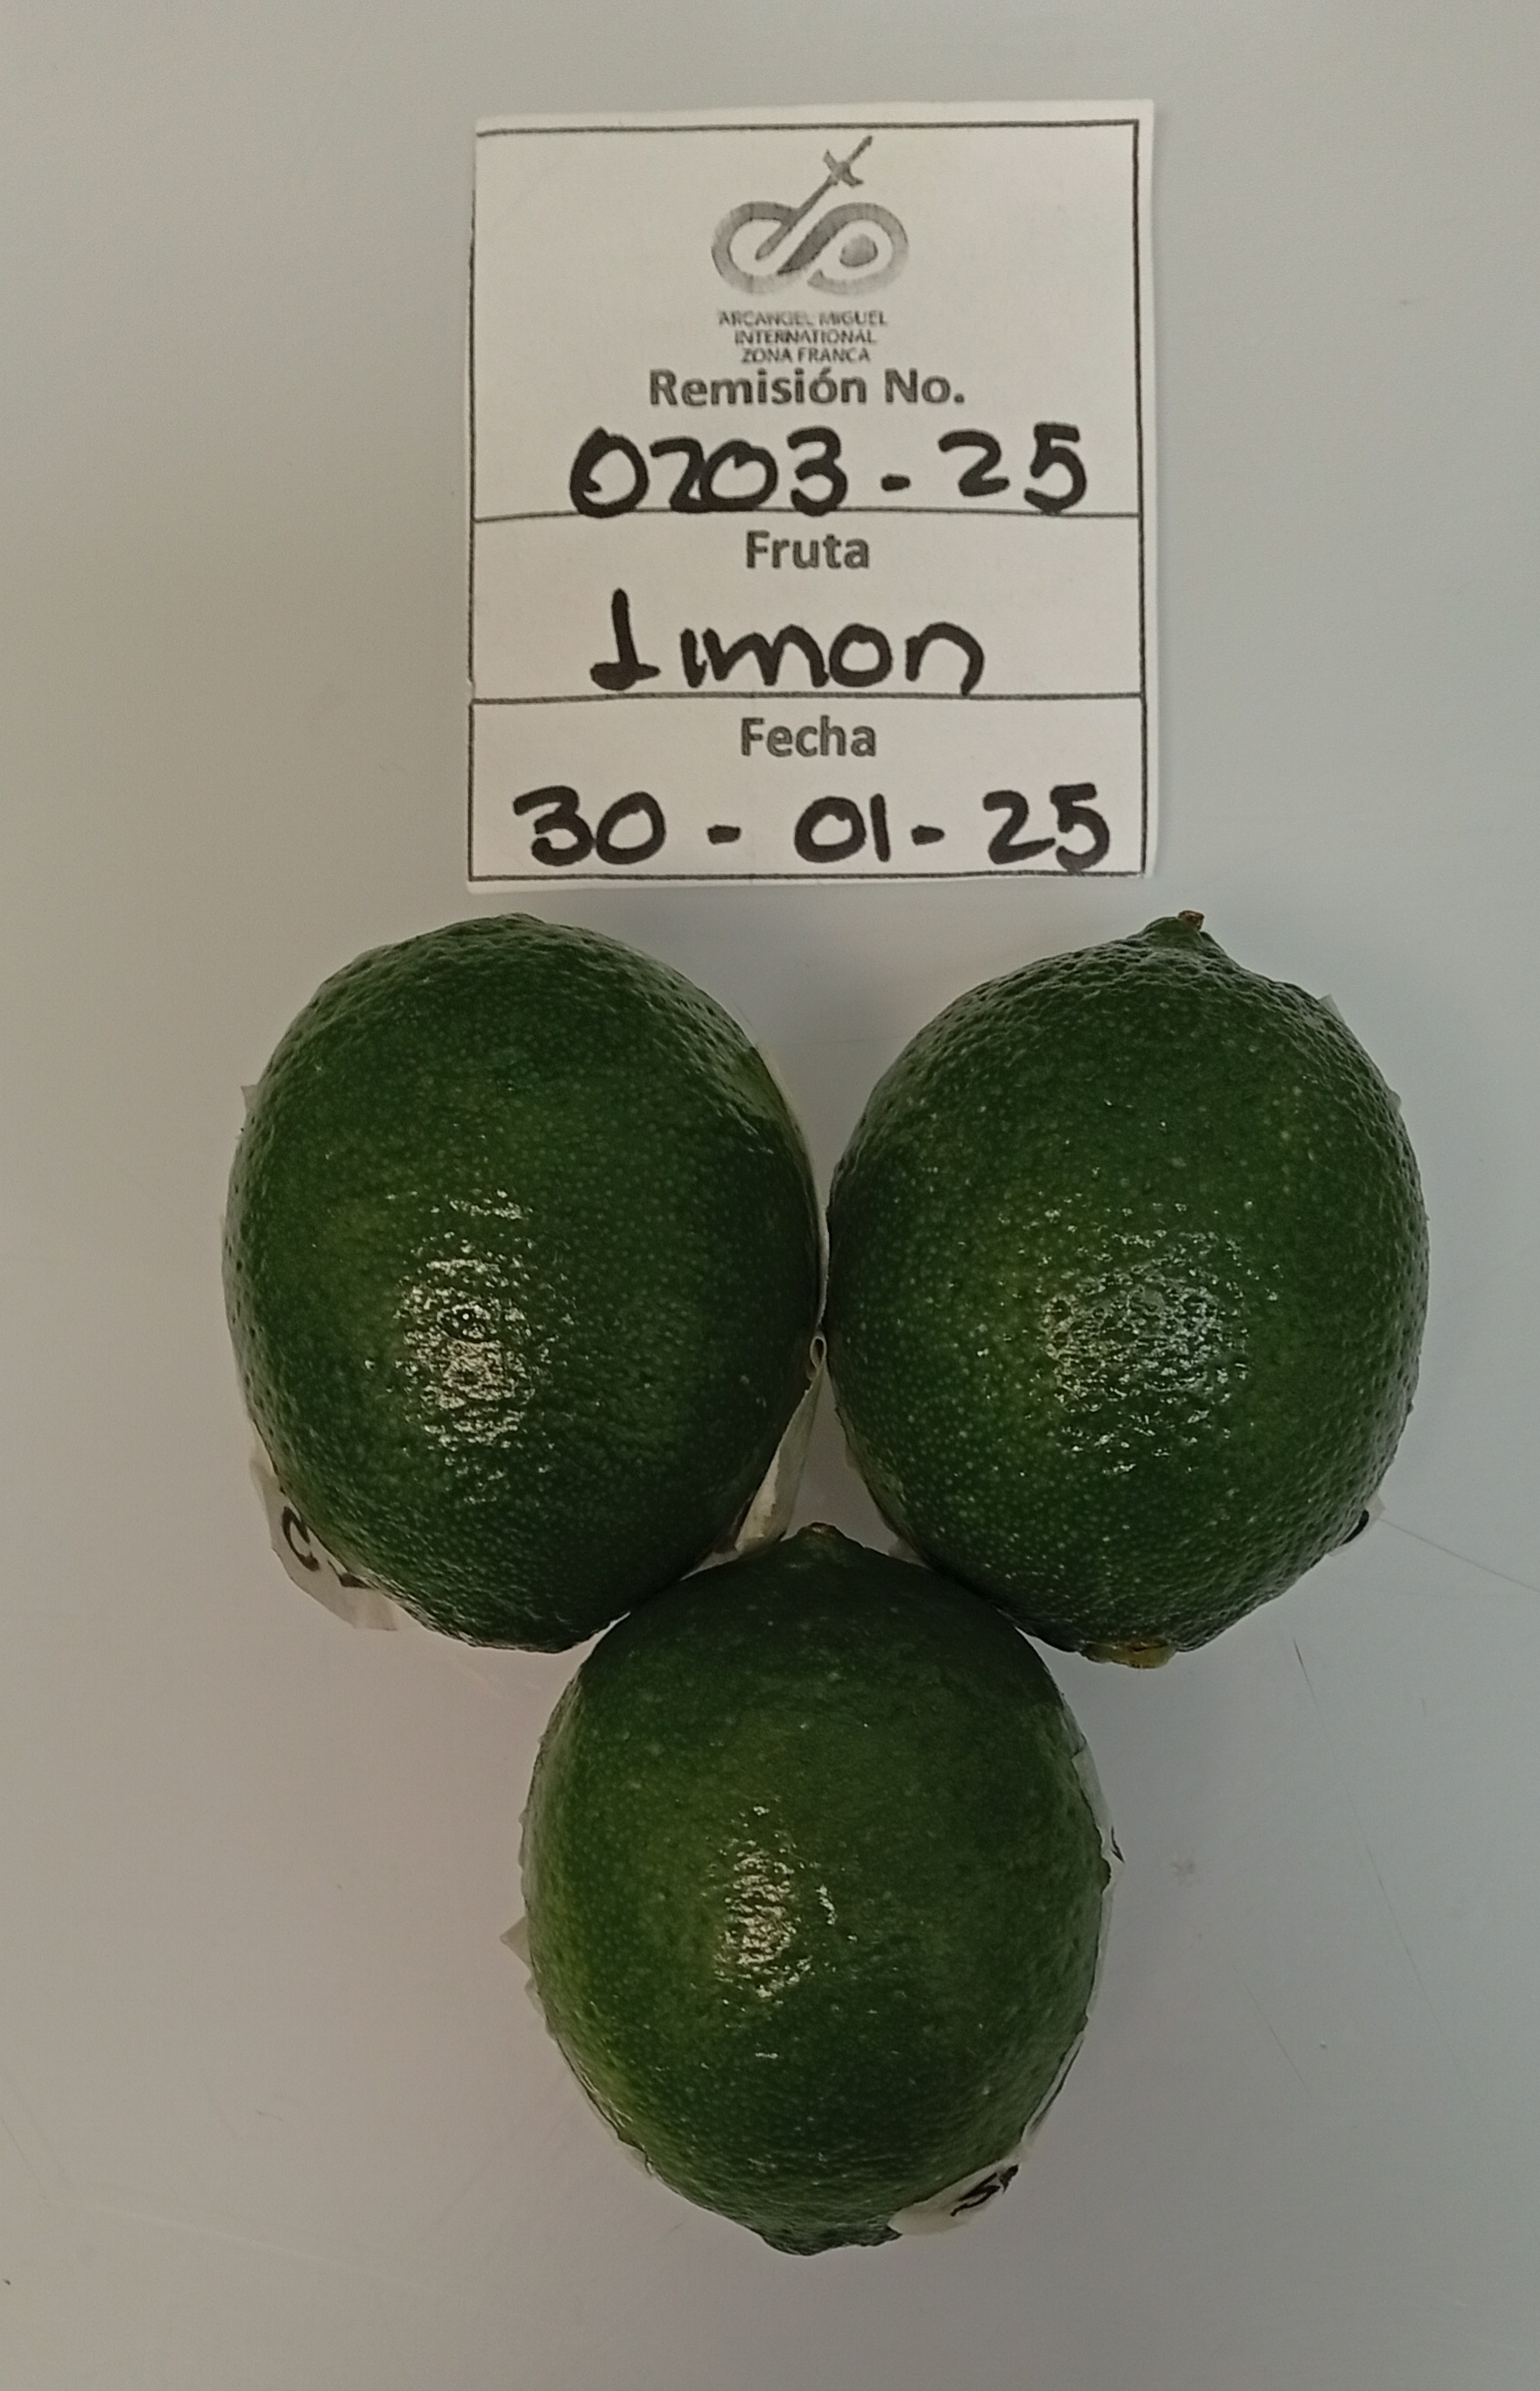 ARCANGEL MIGUEL
INTERNATIONAL
ZONA FRANCA
Remisión No.
0203-25
Fruta
Limon
Fecha
30-01-25